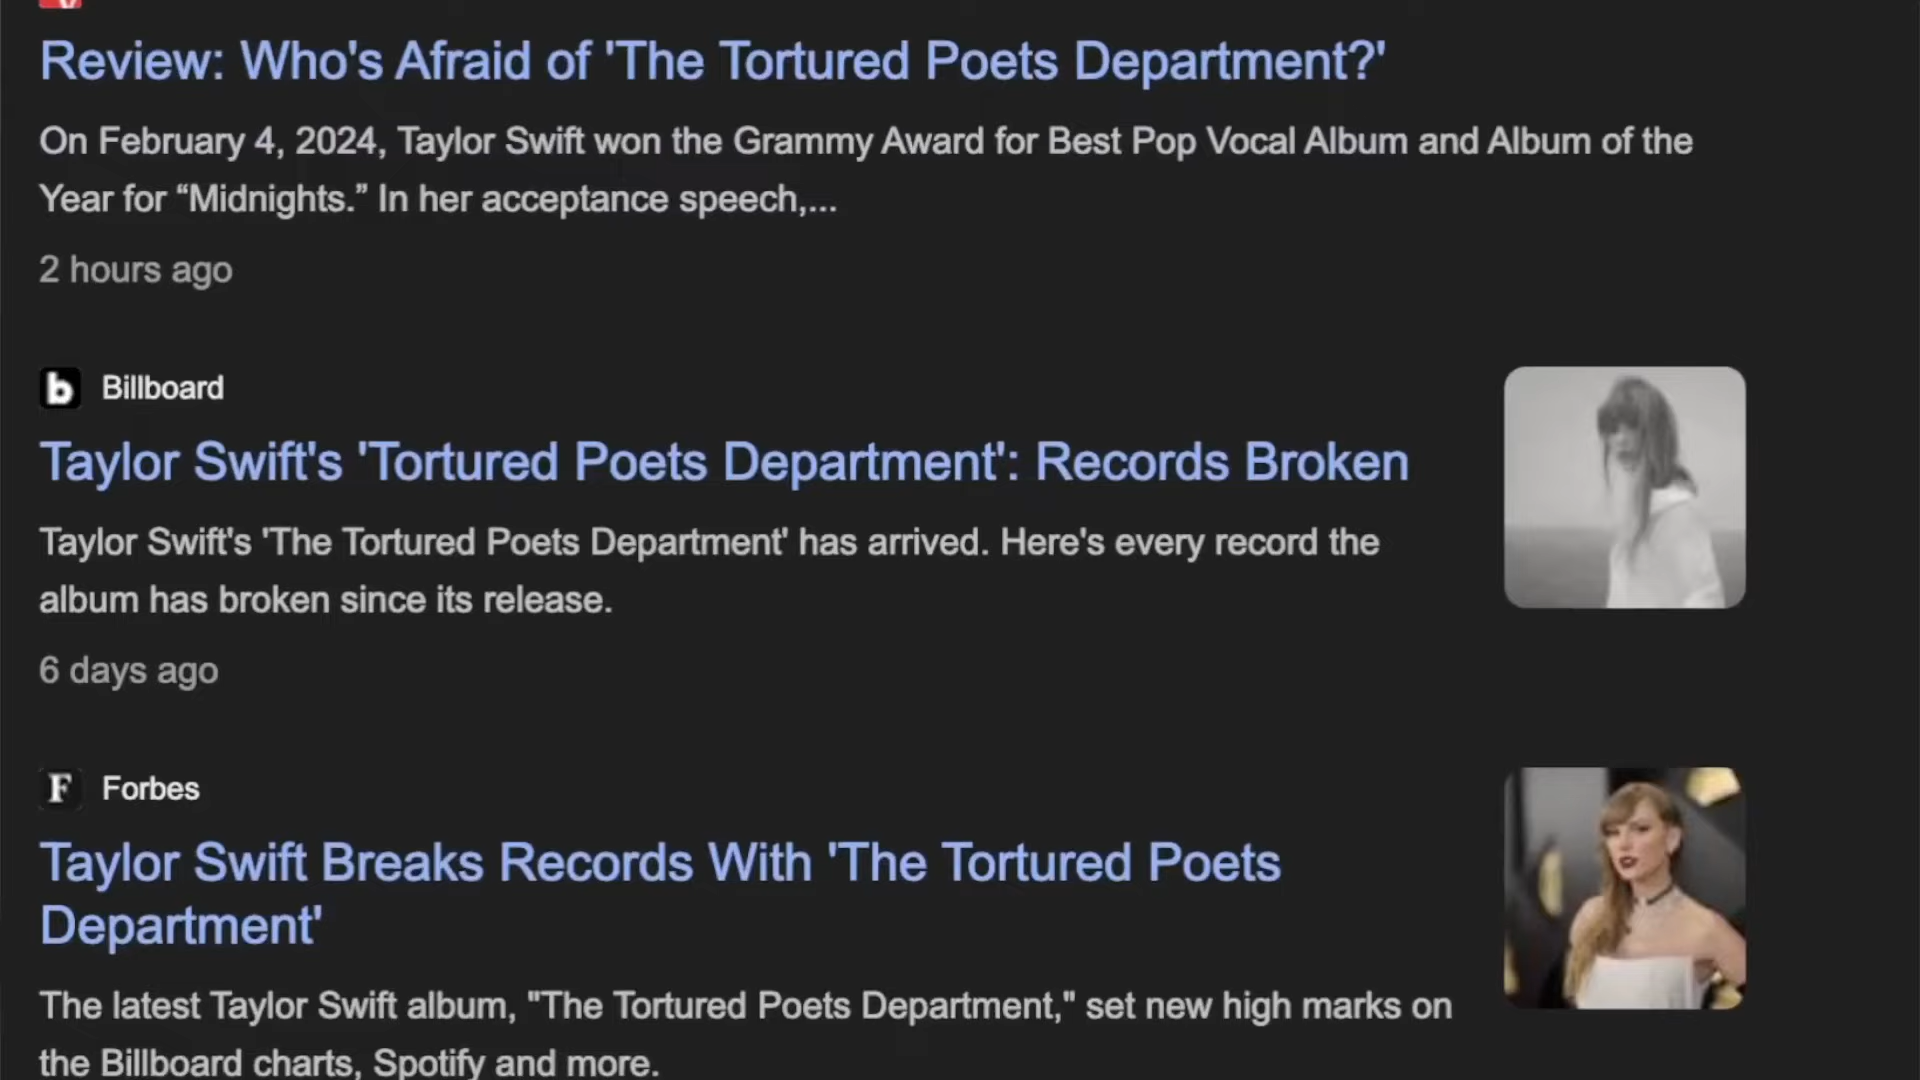 Review: Who's Afraid of 'The Tortured Poets Department?'
On February 4, 2024, Taylor Swift won the Grammy Award for Best Pop Vocal Album and Album of the
Year for “Midnights.” In her acceptance speech,...
2 hours ago
b Billboard
Taylor Swift's 'Tortured Poets Department': Records Broken
Taylor Swift's 'The Tortured Poets Department' has arrived. Here's every record the
album has broken since its release.
6 days ago
F Forbes
Taylor Swift Breaks Records With 'The Tortured Poets
Department'
The latest Taylor Swift album, "The Tortured Poets Department," set new high marks on
the Billboard charts, Spotify and more.